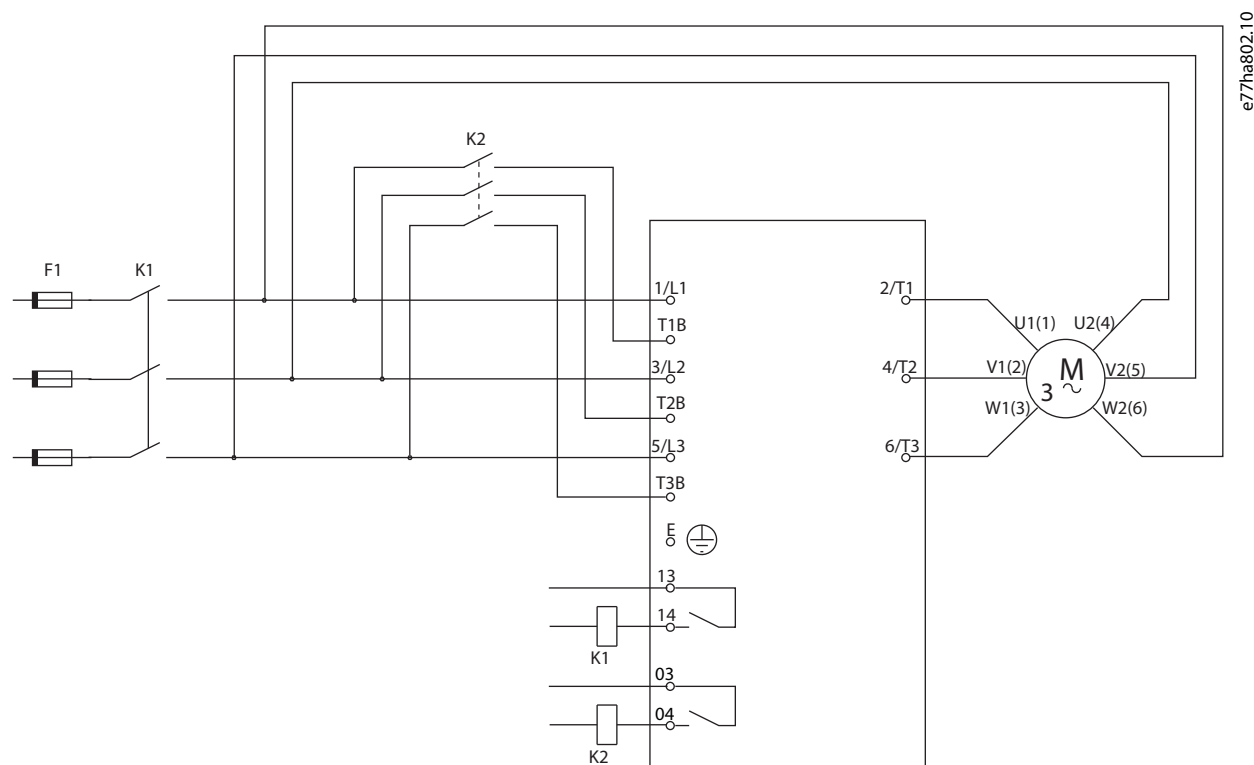 e77ha802.10
K2
F1
K1
1/L1
2/T1
T1B
U1(1)
U2(4)
3/L2
4/T2
V1(2)
M
3
V2(5)
T2B
W1(3)
W2(6)
5/L3
6/T3
T3B
E
13
14
K1
03
04
K2